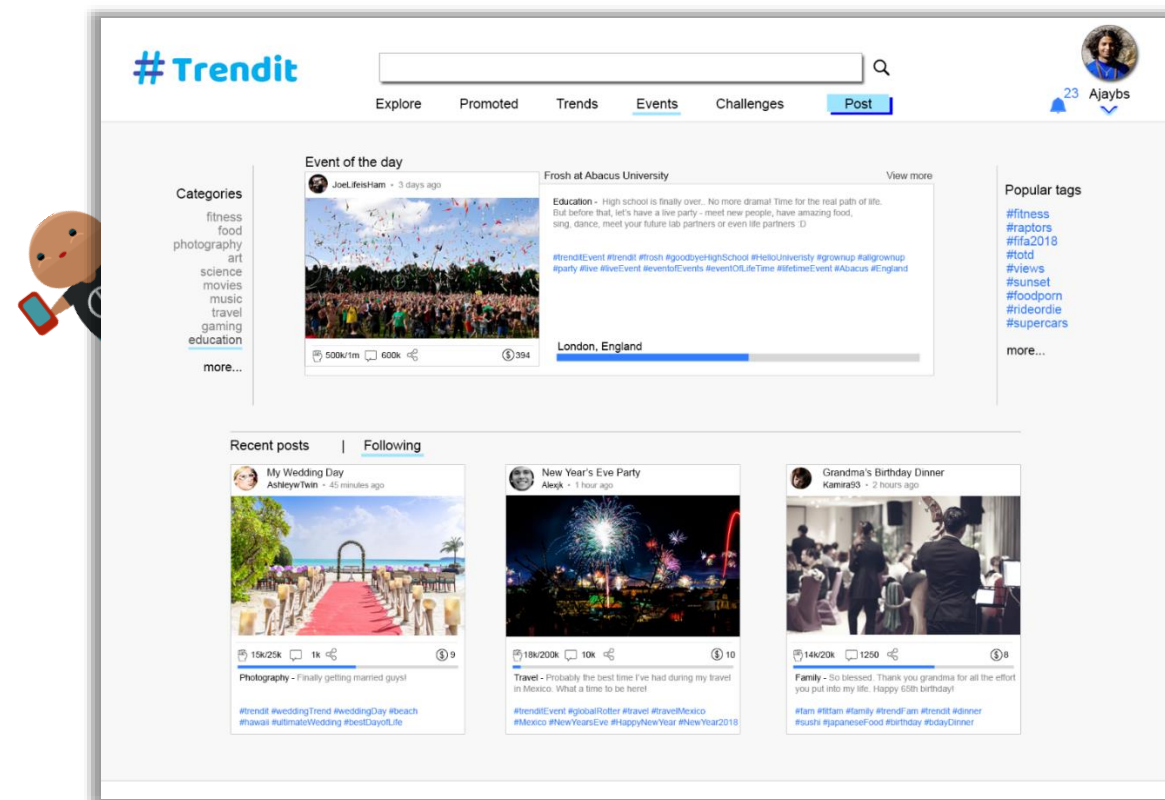 # Trendit
Explore Promoted Trends Events Challenges Post
23 Ajaybs
Categories
fitness
food
photography
art
science
movies
music
travel
gaming
education
more...
Event of the day
JoeLifeisHam - 3 days ago
500k/1m 600k $ 394
Frosh at Abacus University View more
Education - High school is finally over.. No more drama! Time for the real path of life.
But before that, let's have a live party - meet new people, have amazing food,
sing, dance, meet your future lab partners or even life partners :D
#trenditEvent #trendit #frosh #goodbyeHighSchool #HelloUniveristy #grownup #allgrownup
#party #live #liveEvent #eventofEvents #eventOfLifeTime #lifetimeEvent #Abacus #England
London, England
Popular tags
#fitness
#raptors
#fifa2018
#totd
#views
#sunset
#foodporn
#rideordie
#supercars
more...
Recent posts | Following
My Wedding Day
AshleywTwin - 45 minutes ago
15k/25k 1k $ 9
Photography - Finally getting married guys!
#trendit #weddingTrend #weddingDay #beach
#hawaii #ultimateWedding #bestDayofLife
New Year's Eve Party
Alexjk - 1 hour ago
18k/200k 10k $ 10
Travel - Probably the best time I've had during my travel
in Mexico. What a time to be here!
#trenditEvent #globalRotter #travel #travelMexico
#Mexico #NewYearsEve #HappyNewYear #NewYear2018
Grandma's Birthday Dinner
Kamira93 - 2 hours ago
14k/20k 1250 $ 8
Family - So blessed. Thank you grandma for all the effort
you put into my life. Happy 65th birthday!
#fam #fitfam #family #trendFam #trendit #dinner
#sushi #japaneseFood #birthday #bdayDinner